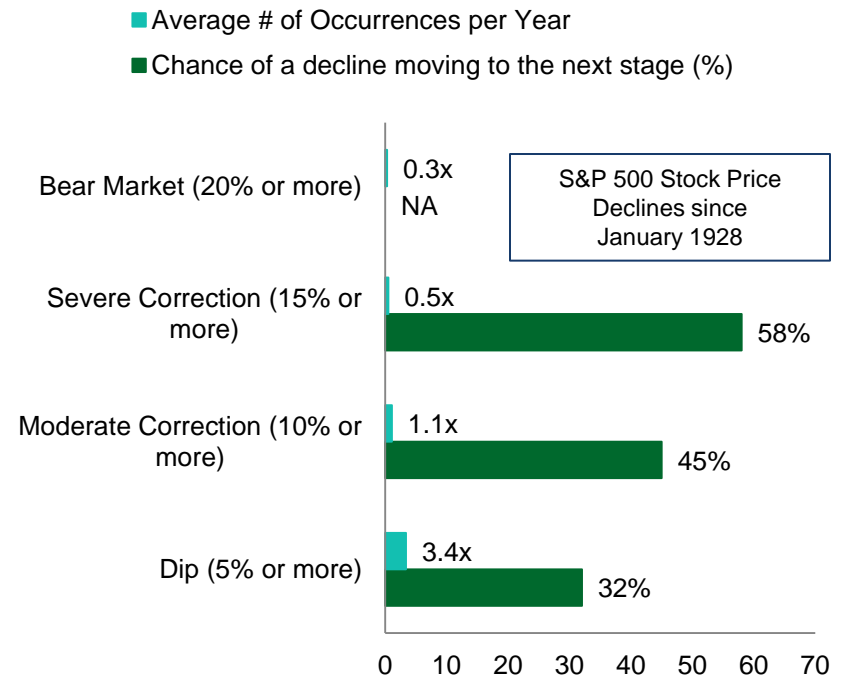 Average # of Occurrences per Year
Chance of a decline moving to the next stage (%)
Bear Market (20% or more)
0.3x
NA
S&P 500 Stock Price
Declines since
January 1928
Severe Correction (15% or
more)
0.5x
58%
Moderate Correction (10% or
more)
1.1x
45%
Dip (5% or more)
3.4x
32%
0 10 20 30 40 50 60 70